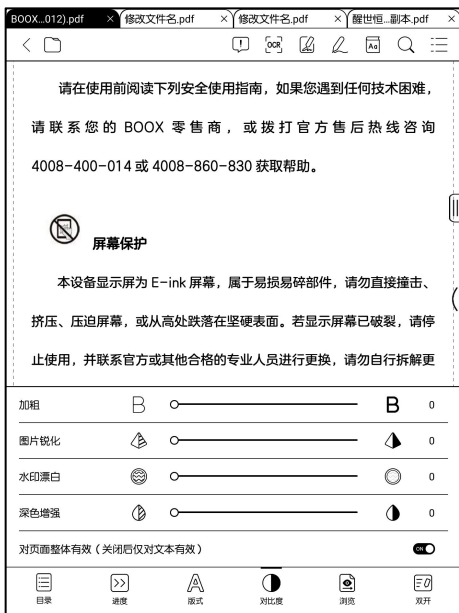 BOOX...012).pdf × 修改文件名.pdf × 修改文件名.pdf × 醒世恒...副本.pdf ×
OCR Aa
请在使用前阅读下列安全使用指南，如果您遇到任何技术困难，
请联系您的 BOOX 零售商，或拨打官方售后热线咨询
4008-400-014 或 4008-860-830 获取帮助。
屏幕保护
本设备显示屏为 E-ink 屏幕，属于易损易碎部件，请勿直接撞击、
挤压、压迫屏幕，或从高处跌落在坚硬表面。若显示屏幕已破裂，请停
止使用，并联系官方或其他合格的专业人员进行更换，请勿自行拆解更
加粗 B B 0
图片锐化 0
水印漂白 0
深色增强 0
对页面整体有效（关闭后仅对文本有效） ON
目录 进度 版式 对比度 浏览 双开